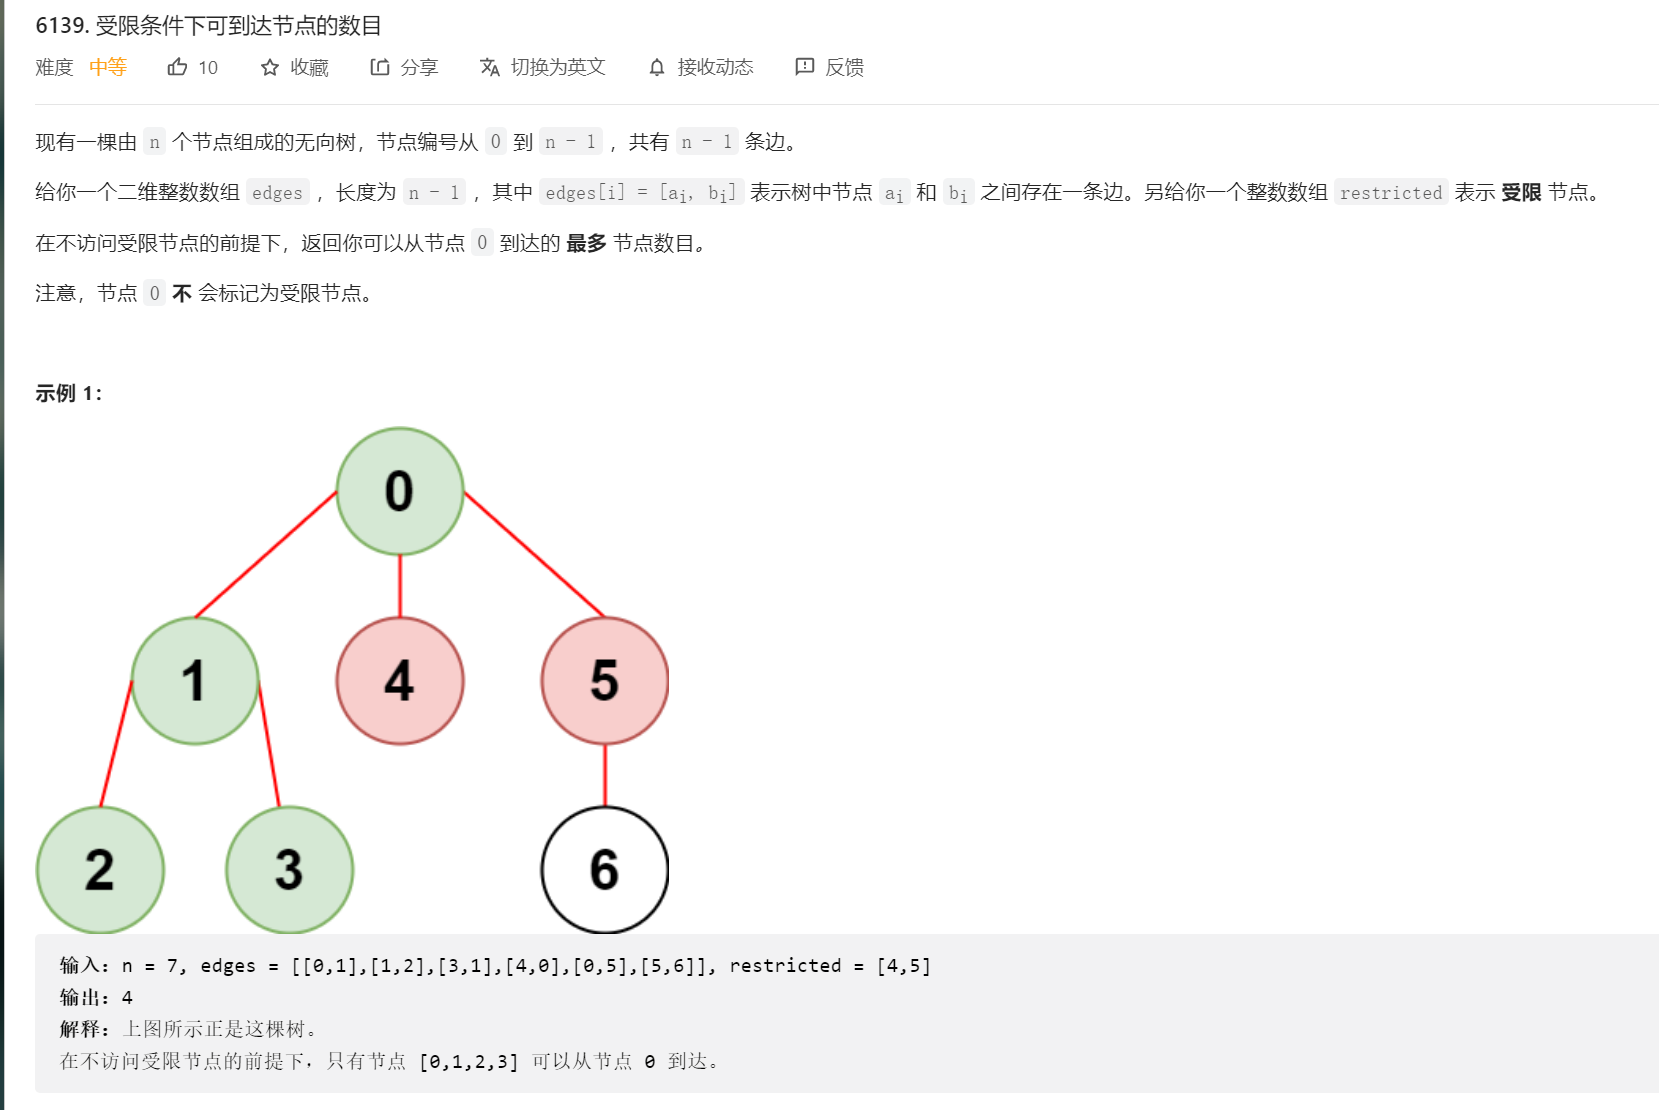 6139. 受限条件下可到达节点的数目
难度 中等 10 收藏 分享 切换为英文 接收动态 反馈
现有一棵由 n 个节点组成的无向树，节点编号从 0 到 n - 1 ，共有 n - 1 条边。
给你一个二维整数数组 edges ，长度为 n - 1 ，其中 edges[i] = [ai, bi] 表示树中节点 ai 和 bi 之间存在一条边。另给你一个整数数组 restricted 表示 受限 节点。
在不访问受限节点的前提下，返回你可以从节点 0 到达的 最多 节点数目。
注意，节点 0 不 会标记为受限节点。
示例 1：
0
1 4 5
2 3 6
输入：n = 7, edges = [[0,1],[1,2],[3,1],[4,0],[0,5],[5,6]], restricted = [4,5]
输出：4
解释：上图所示正是这棵树。
在不访问受限节点的前提下，只有节点 [0,1,2,3] 可以从节点 0 到达。